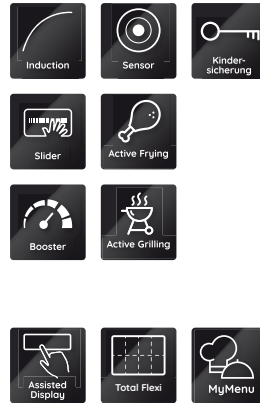 Induction
Sensor
Kinder-
sicherung
Slider
Active Frying
Booster
Active Grilling
Assisted
Display
Total Flexi
MyMenu